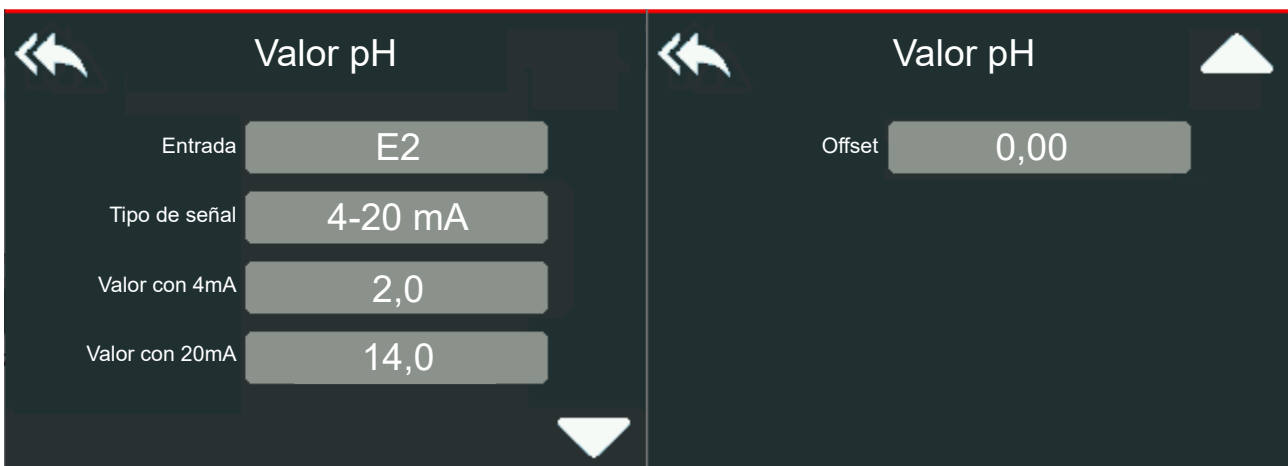 Valor pH
Entrada E2
Tipo de señal 4-20 mA
Valor con 4mA 2,0
Valor con 20mA 14,0
Valor pH
Offset 0,00